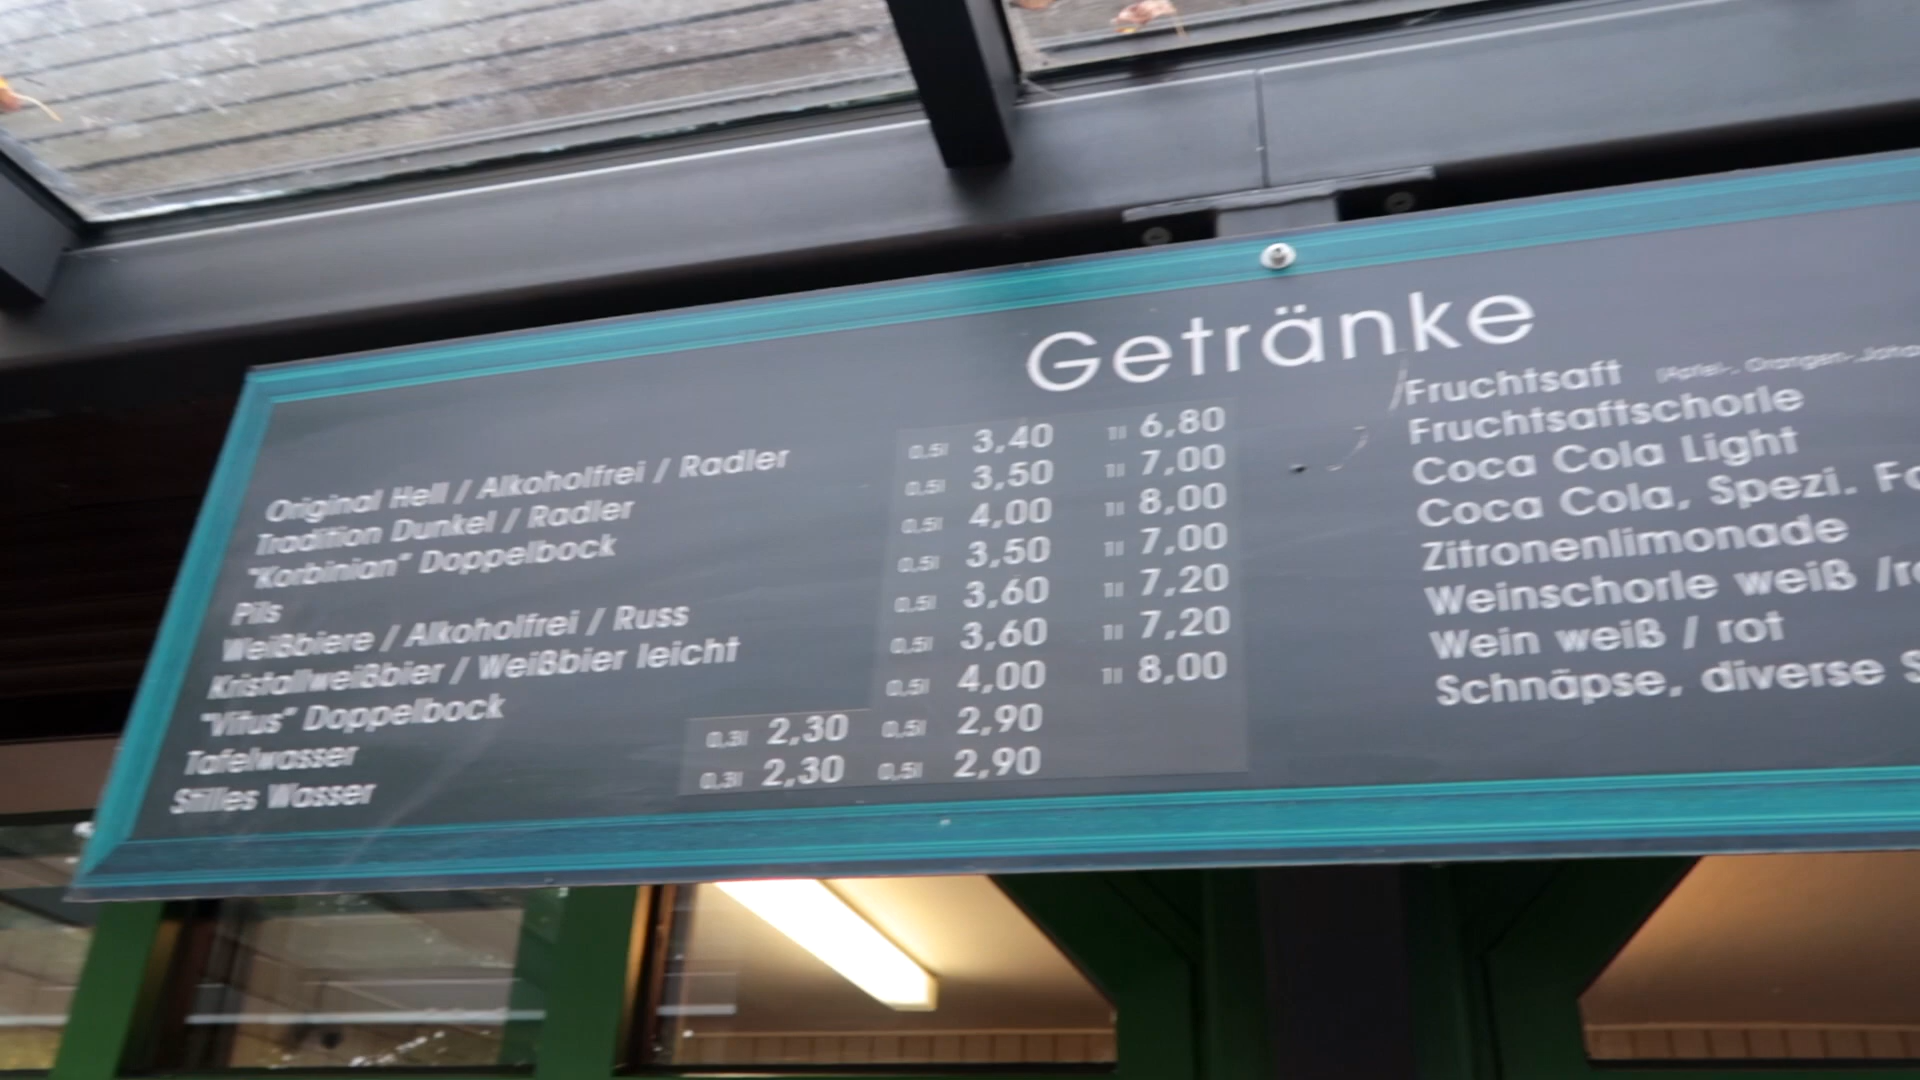 Getränke
Original Hell / Alkoholfrei / Radler 0,5l 3,40 1l 6,80
Tradition Dunkel / Radler 0,5l 3,50 1l 7,00
"Korbinian" Doppelbock 0,5l 4,00 1l 8,00
Pils 0,5l 3,50 1l 7,00
Weißbiere / Alkoholfrei / Russ 0,5l 3,60 1l 7,20
Kristallweißbier / Weißbier leicht 0,5l 3,60 1l 7,20
"Vitus" Doppelbock 0,5l 4,00 1l 8,00
Tafelwasser 0,3l 2,30 0,5l 2,90
Stilles Wasser 0,3l 2,30 0,5l 2,90
Fruchtsaft (Apfel-, Orangen-,
Fruchtsaftschorle
Coca Cola Light
Coca Cola, Spezi.
Zitronenlimonade
Weinschorle weiß /
Wein weiß / rot
Schnäpse, diverse